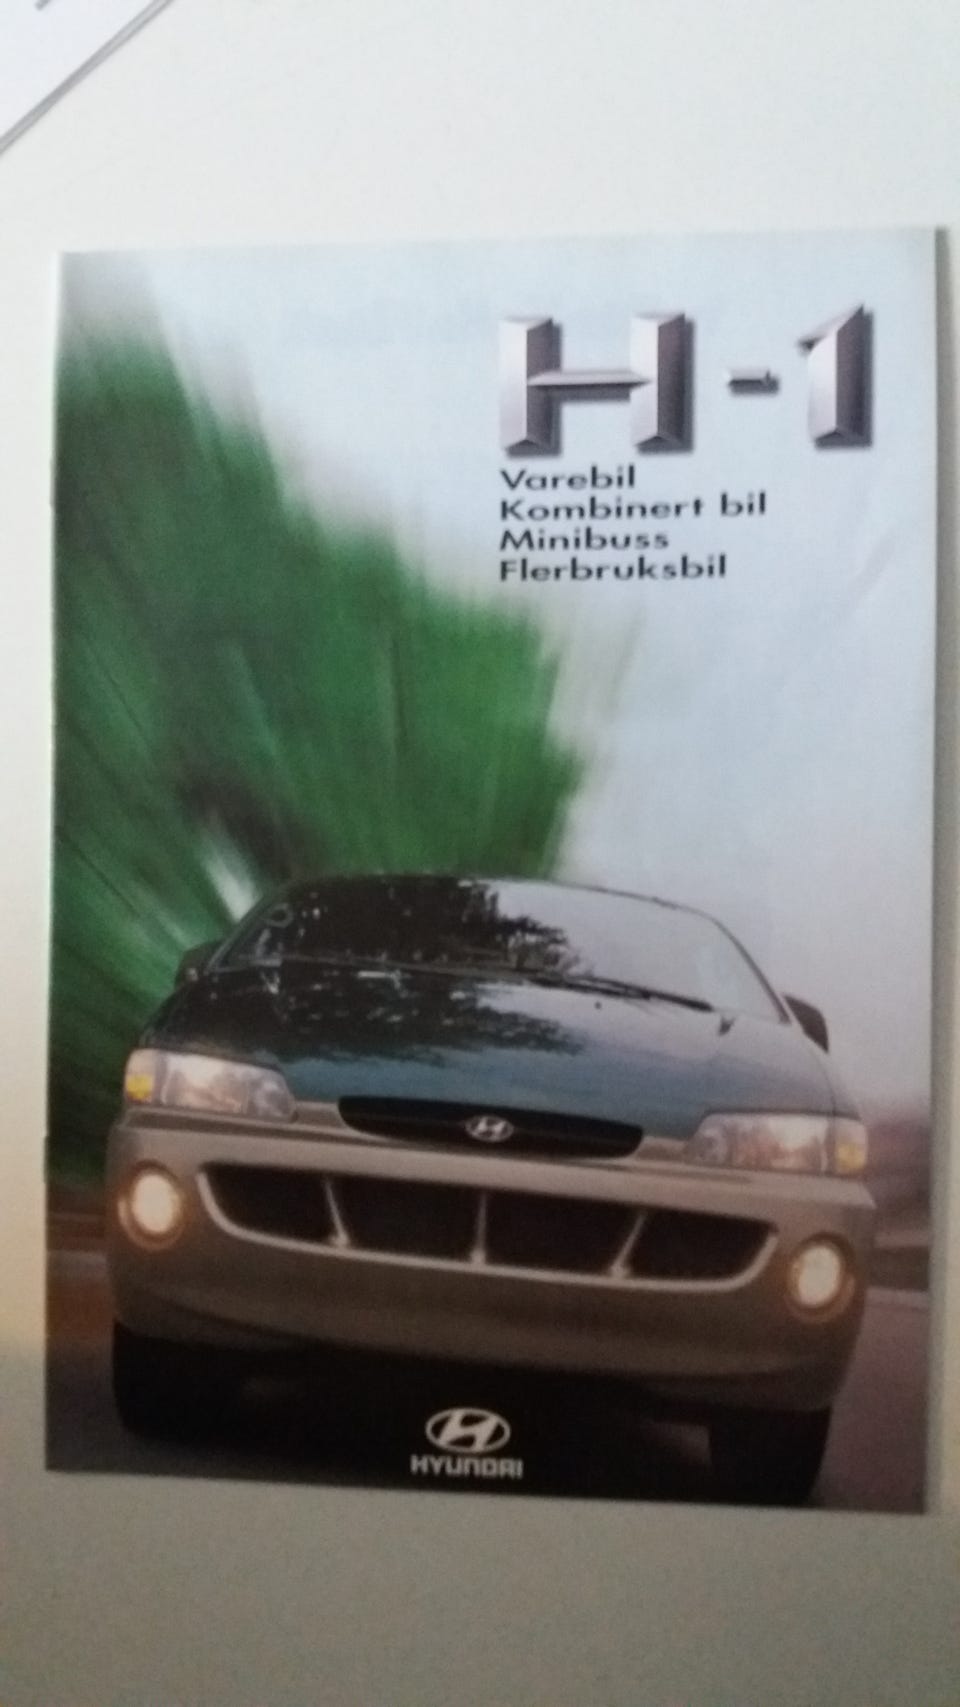 H-1
Varebil
Kombinert bil
Minibuss
Flerbruksbil
HYUNDAI